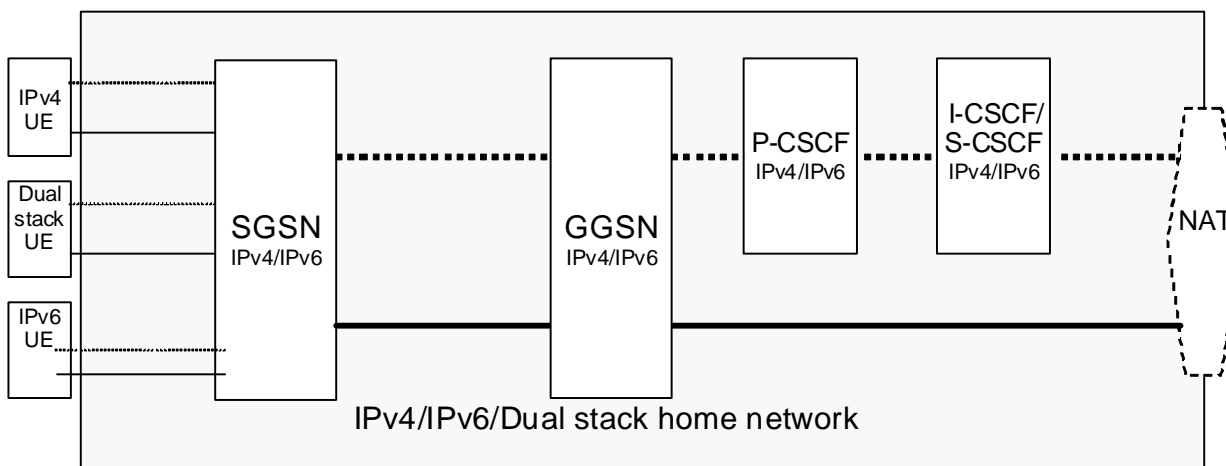 IPv4
UE
Dual
stack
UE
IPv6
UE
SGSN
IPv4/IPv6
GGSN
IPv4/IPv6
P-CSCF
IPv4/IPv6
I-CSCF/
S-CSCF
IPv4/IPv6
NAT
IPv4/IPv6/Dual stack home network